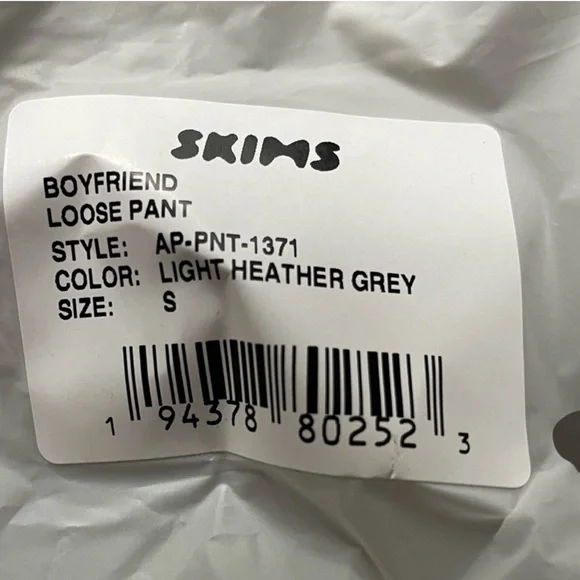 SKIMS
BOYFRIEND
LOOSE PANT
STYLE: AP-PNT-1371
COLOR: LIGHT HEATHER GREY
SIZE: S
1 94378 80252 3